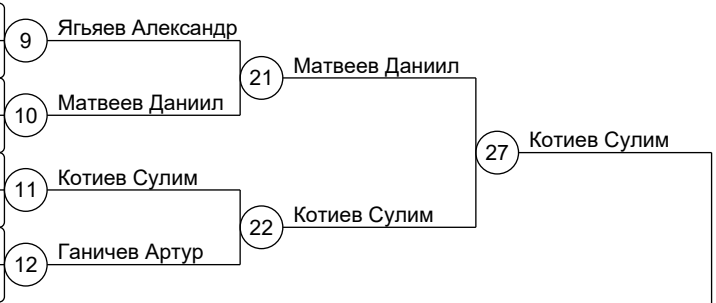 9 Ягьяев Александр
21 Матвеев Даниил
10 Матвеев Даниил
27 Котиев Сулим
11 Котиев Сулим
22 Котиев Сулим
12 Ганичев Артур